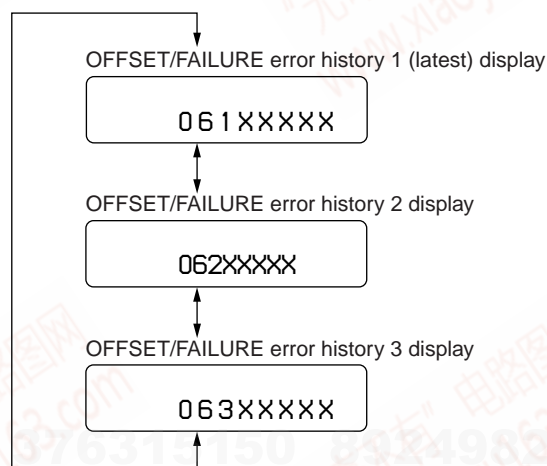 OFFSET/FAILURE error history 1 (latest) display
061XXXXX
OFFSET/FAILURE error history 2 display
062XXXXX
OFFSET/FAILURE error history 3 display
063XXXXX